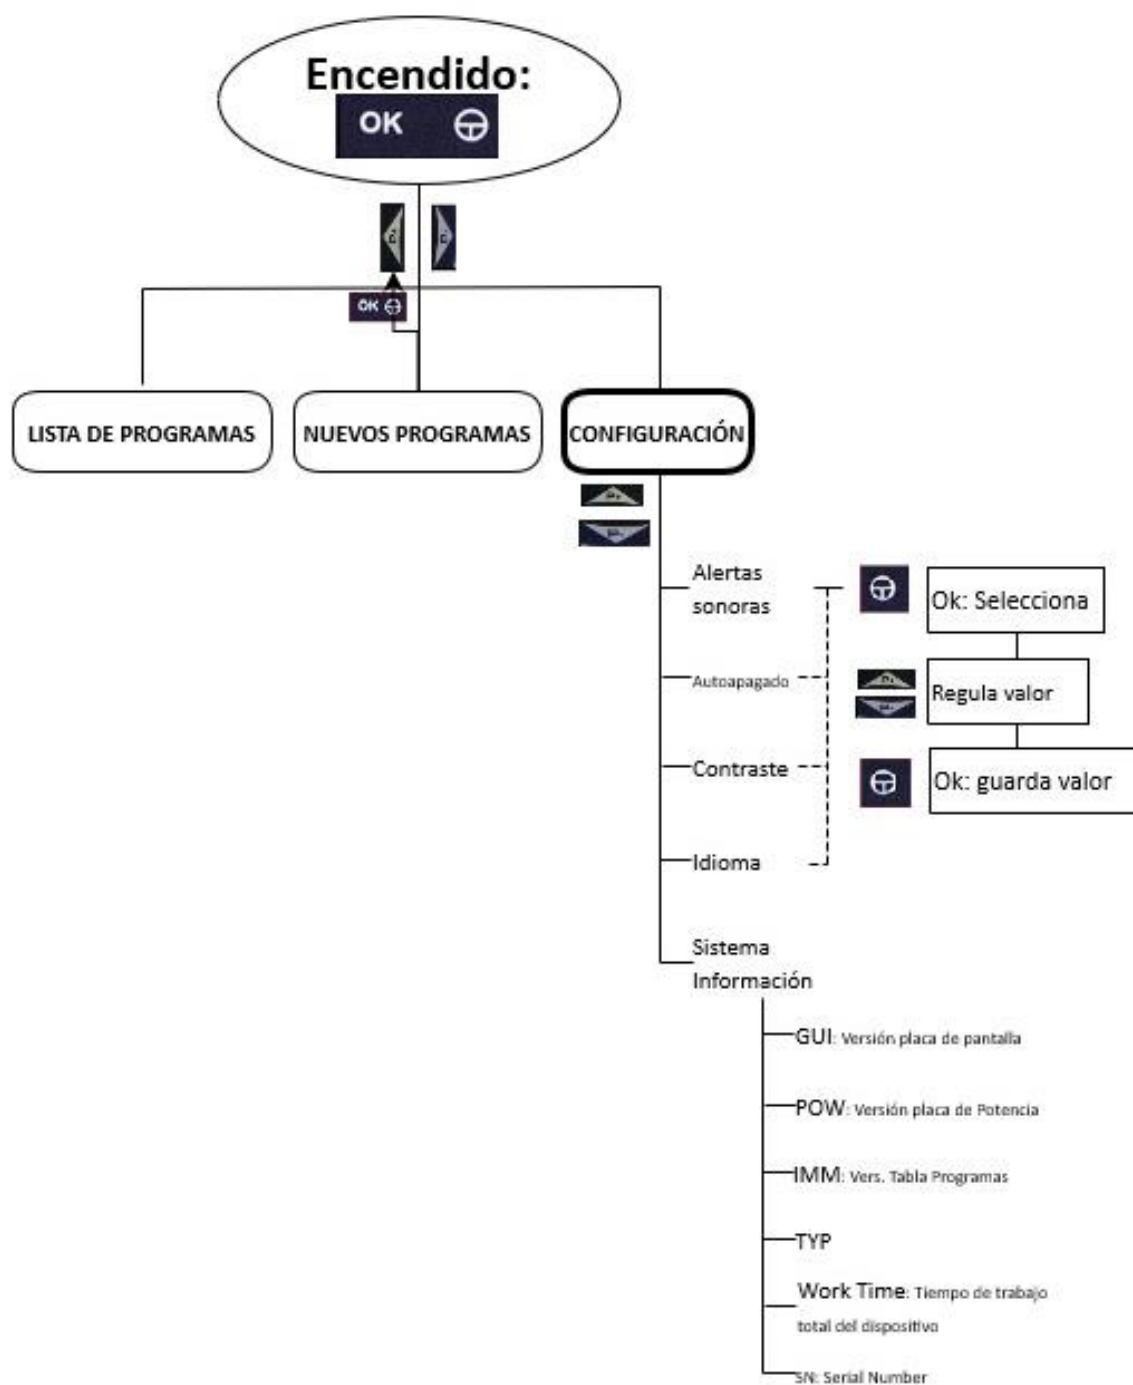 Encendido:
OK
OK
LISTA DE PROGRAMAS
NUEVOS PROGRAMAS
CONFIGURACIÓN
Alertas
sonoras
Ok: Selecciona
Autoapagado
Regula valor
Contraste
Ok: guarda valor
Idioma
Sistema
Información
GUI: Versión placa de pantalla
POW: Versión placa de Potencia
IMM: Vers. Tabla Programas
TYP
Work Time: Tiempo de trabajo
total del dispositivo
SN: Serial Number